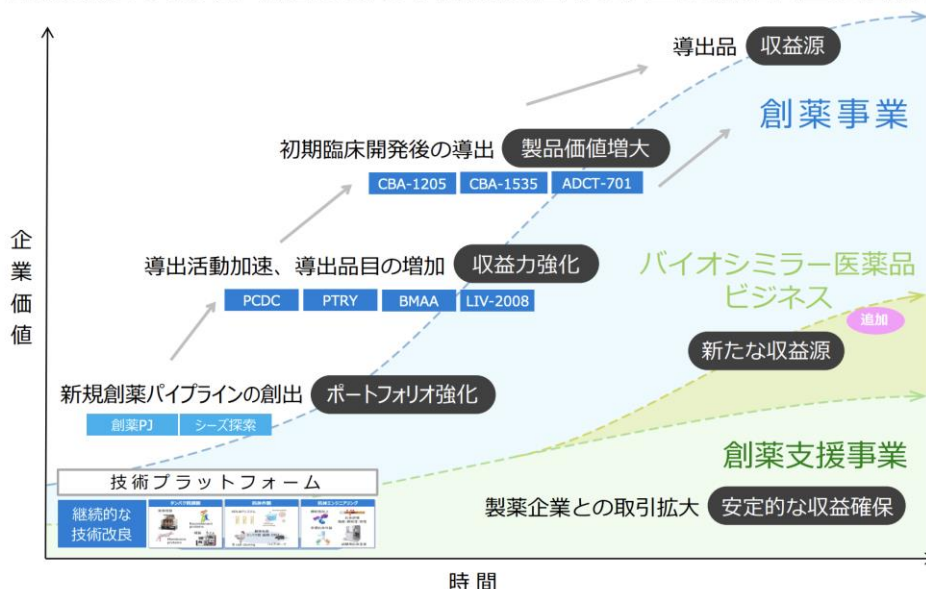 導出品 収益源
創薬事業
初期臨床開発後の導出 製品価値増大
CBA-1205 CBA-1535 ADCT-701
企業価値
導出活動加速、導出品目の増加 収益力強化
PCDC PTRY BMAA LIV-2008
バイオシミラー医薬品
ビジネス
追加
新たな収益源
新規創薬パイプラインの創出 ポートフォリオ強化
創薬PJ シーズ探索
創薬支援事業
技術プラットフォーム
継続的な
技術改良
製薬企業との取引拡大 安定的な収益確保
時間